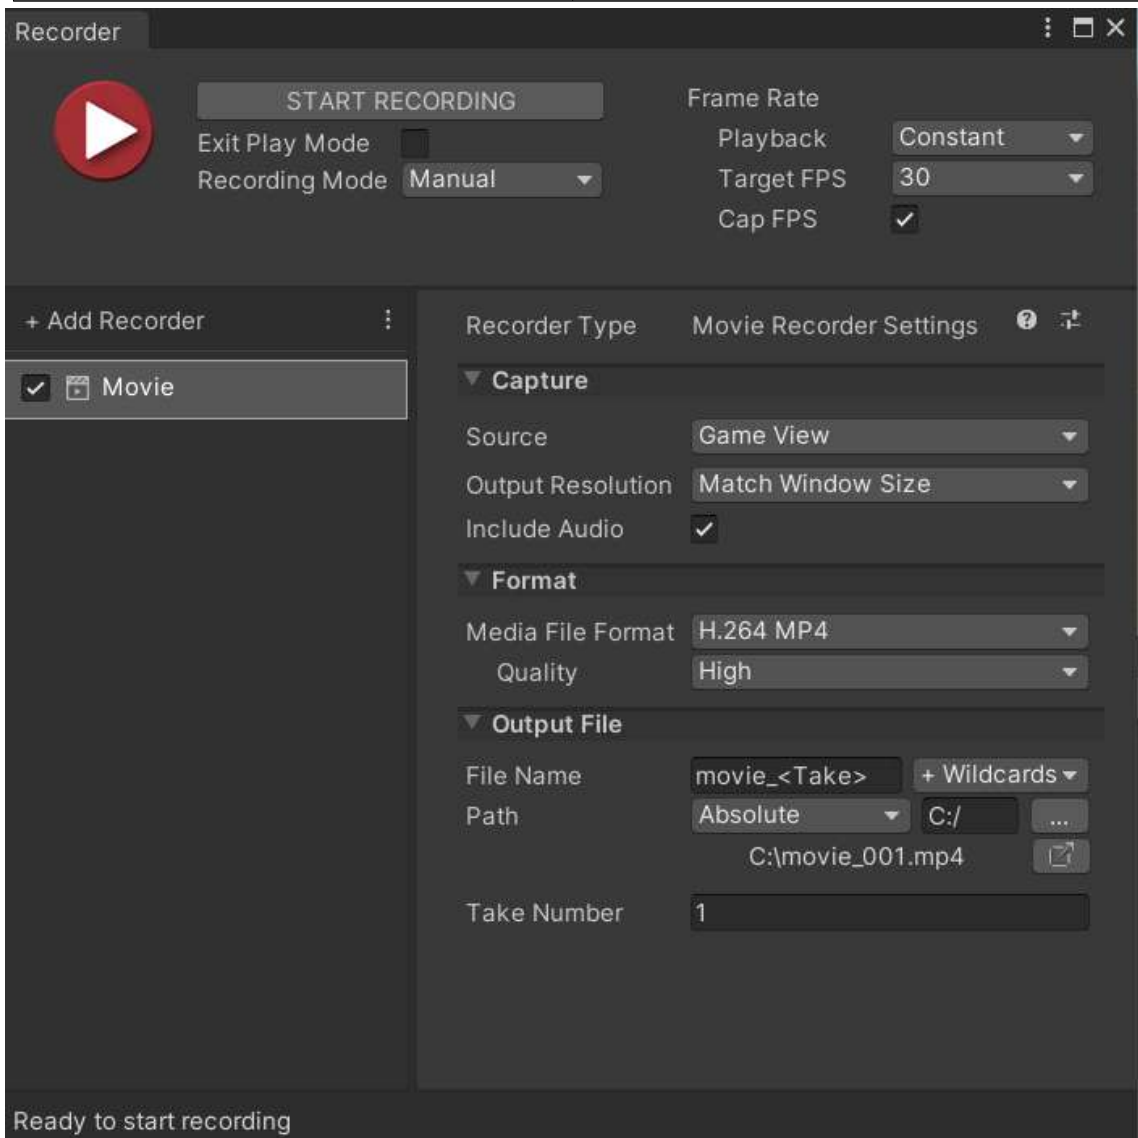 Recorder
START RECORDING
Exit Play Mode
Recording Mode Manual
Frame Rate
Playback Constant
Target FPS 30
Cap FPS
+ Add Recorder
Movie
Recorder Type Movie Recorder Settings
Capture
Source Game View
Output Resolution Match Window Size
Include Audio
Format
Media File Format H.264 MP4
Quality High
Output File
File Name movie_<Take> + Wildcards
Path Absolute C:/ ...
C:\movie_001.mp4
Take Number 1
Ready to start recording